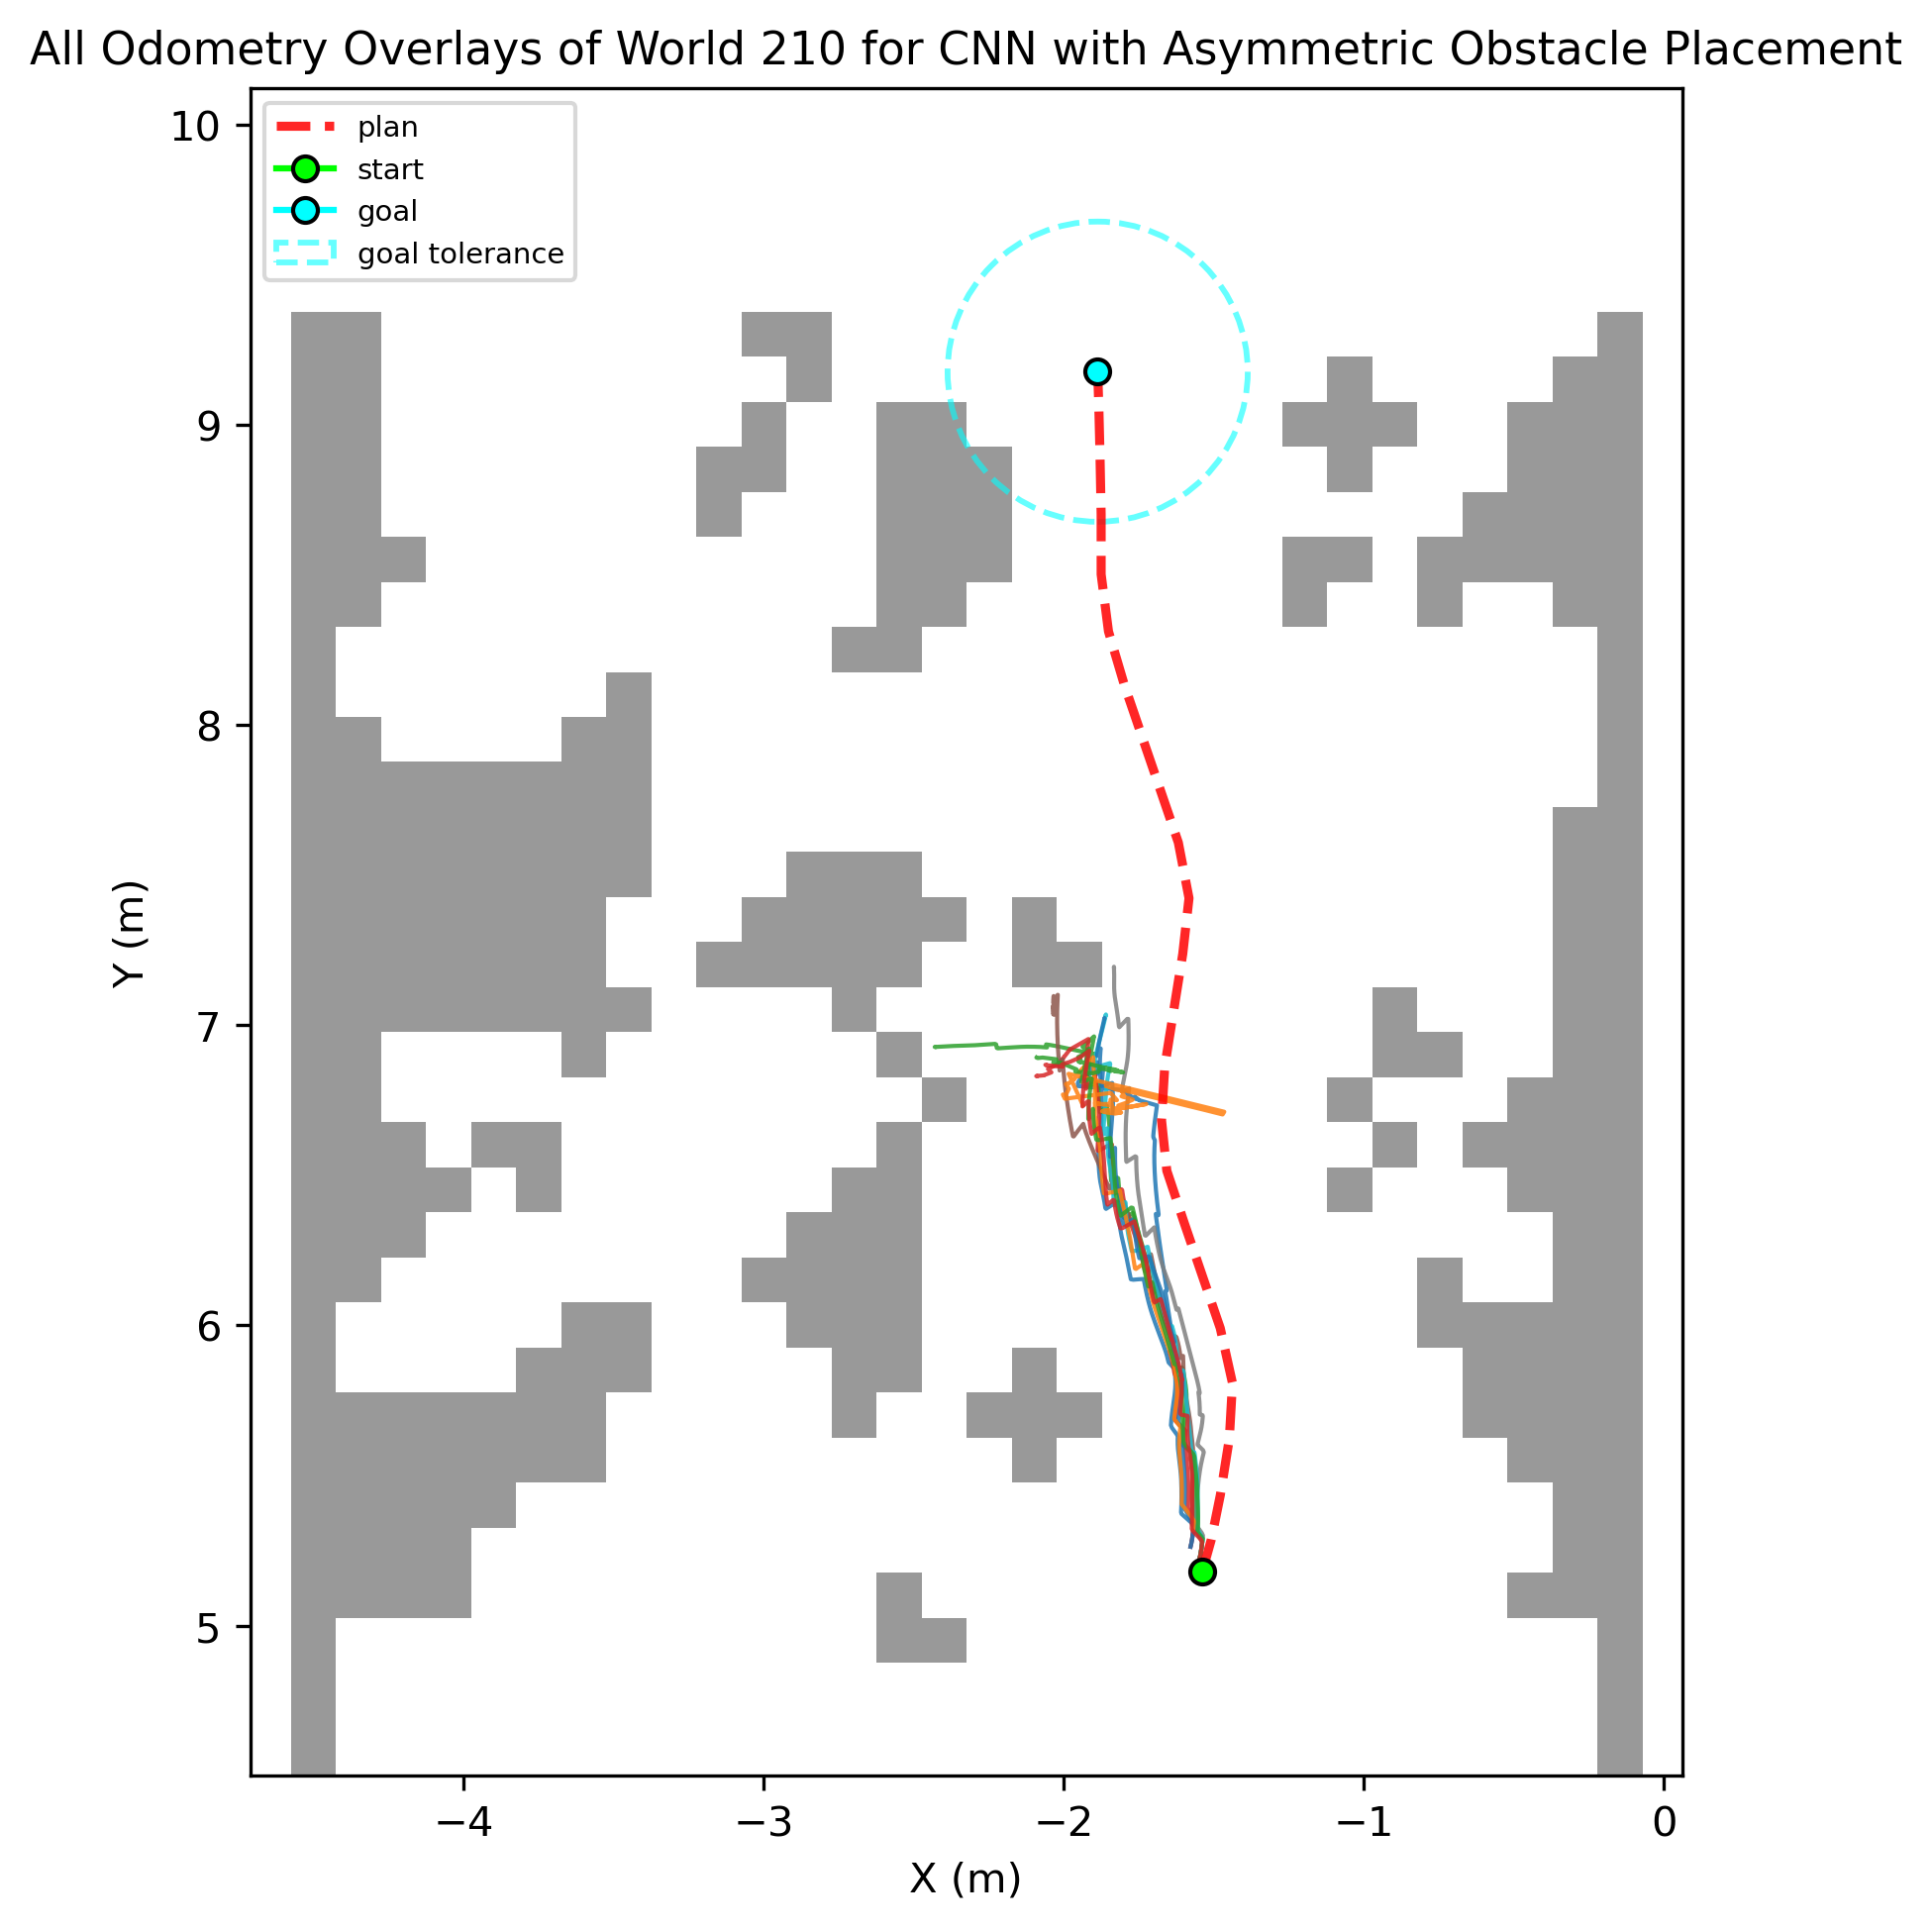 All Odometry Overlays of World 210 for CNN with Asymmetric Obstacle Placement
plan
start
goal
goal tolerance
10
9
8
7
6
5
Y (m)
−4
−3
−2
−1
0
X (m)